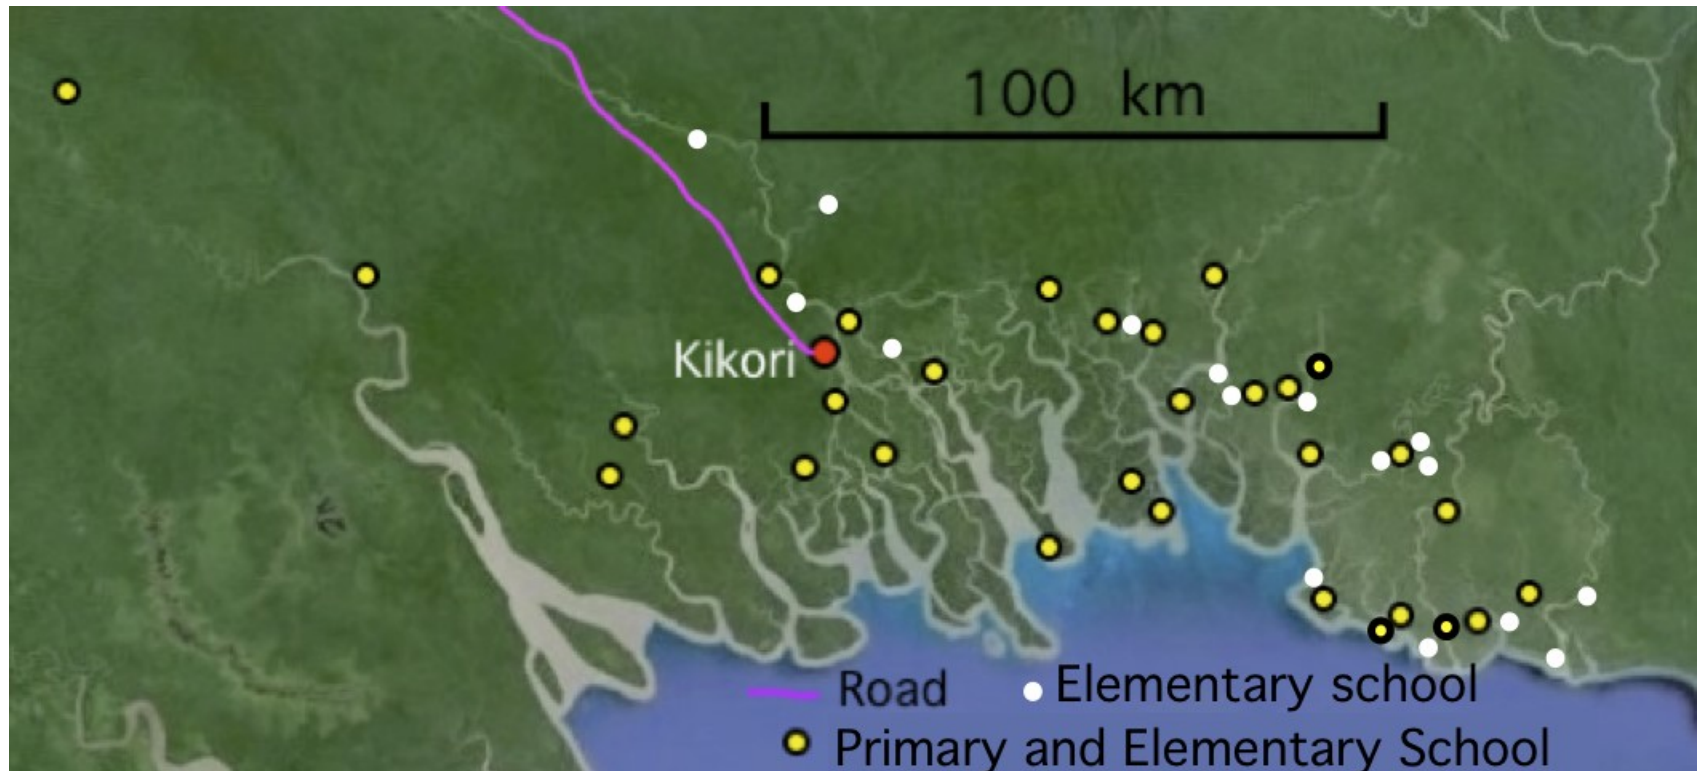 100 km
Kikori
Road
Elementary school
Primary and Elementary School